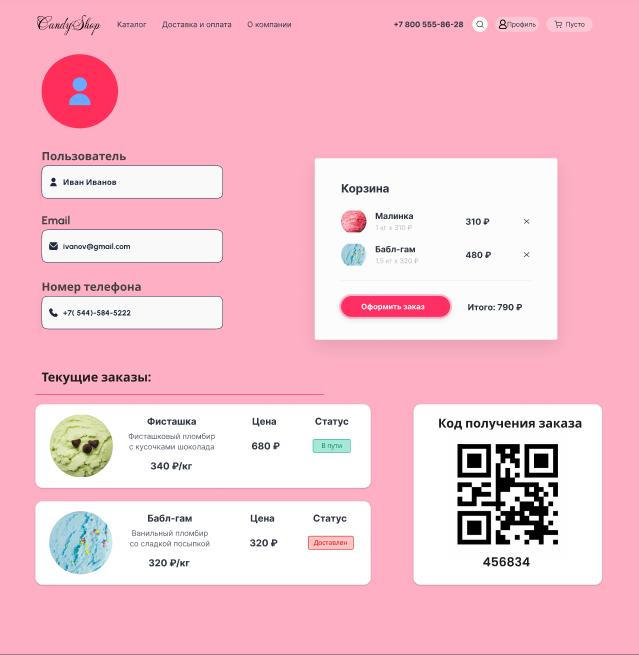 CandyShop
Каталог
Доставка и оплата
О компании
+7 800 555-86-28
Профиль
Пусто
Пользователь
Иван Иванов
Email
ivanov@gmail.com
Номер телефона
+7( 544)-584-5222
Корзина
Малинка
1 кг x 310 ₽
310 ₽
Бабл-гам
1,5 кг x 320 ₽
480 ₽
Оформить заказ
Итого: 790 ₽
Текущие заказы:
Фисташка
Фисташковый пломбир
с кусочками шоколада
340 ₽/кг
Цена
680 ₽
Статус
В пути
Бабл-гам
Ванильный пломбир
со сладкой посыпкой
320 ₽/кг
Цена
320 ₽
Статус
Доставлен
Код получения заказа
456834